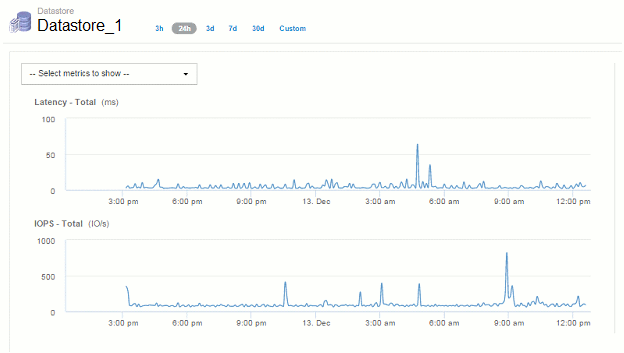 Datastore
Datastore_1
3h 24h 3d 7d 30d Custom
-- Select metrics to show --
Latency - Total (ms)
100
50
0
3:00 pm 6:00 pm 9:00 pm 13. Dec 3:00 am 6:00 am 9:00 am 12:00 pm
IOPS - Total (IO/s)
1000
500
0
3:00 pm 6:00 pm 9:00 pm 13. Dec 3:00 am 6:00 am 9:00 am 12:00 pm